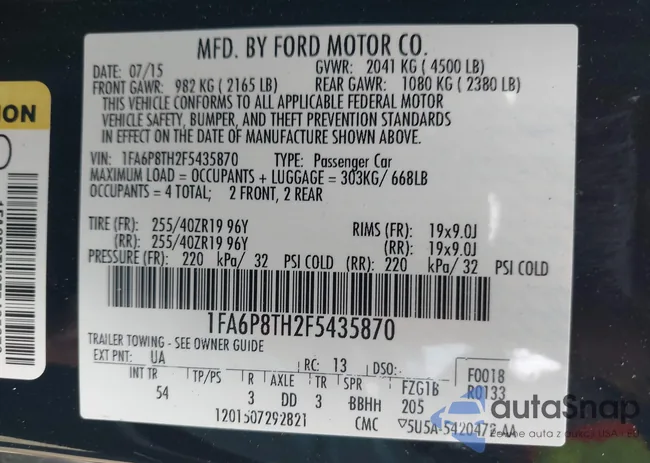 MFD. BY FORD MOTOR CO.
DATE: 07/15 GVWR: 2041 KG ( 4500 LB)
FRONT GAWR: 982 KG ( 2165 LB) REAR GAWR: 1080 KG ( 2380 LB)
THIS VEHICLE CONFORMS TO ALL APPLICABLE FEDERAL MOTOR
VEHICLE SAFETY, BUMPER, AND THEFT PREVENTION STANDARDS
IN EFFECT ON THE DATE OF MANUFACTURE SHOWN ABOVE.
VIN: 1FA6P8TH2F5435870 TYPE: Passenger Car
MAXIMUM LOAD = OCCUPANTS + LUGGAGE = 303KG/ 668LB
OCCUPANTS = 4 TOTAL; 2 FRONT, 2 REAR
TIRE (FR): 255/40ZR19 96Y RIMS (FR): 19x9.0J
(RR): 255/40ZR19 96Y (RR): 19x9.0J
PRESSURE (FR): 220 kPa/ 32 PSI COLD (RR): 220 kPa/ 32 PSI COLD
1FA6P8TH2F5435870
TRAILER TOWING - SEE OWNER GUIDE
EXT PNT: UA RC: 13 DSO: F0018
R0133
INT TR TP/PS R AXLE TR SPR FZG1B
54 3 DD 3 BBHH 205
1201507292821 CMC ▽5U5A-5420472-AA
ION
autoSnap